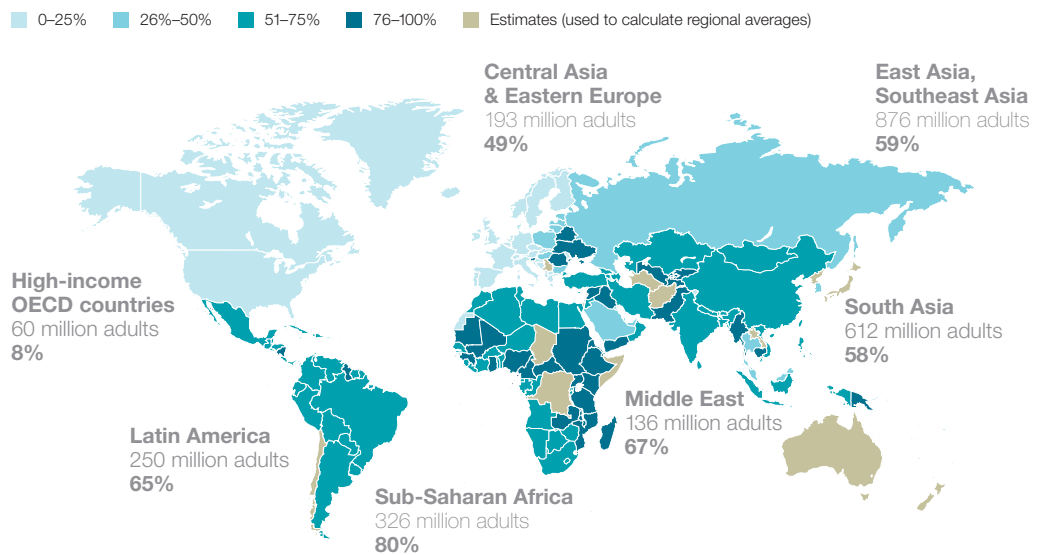 0–25%
26%–50%
51–75%
76–100%
Estimates (used to calculate regional averages)
Central Asia
& Eastern Europe
193 million adults
49%
East Asia,
Southeast Asia
876 million adults
59%
High-income
OECD countries
60 million adults
8%
South Asia
612 million adults
58%
Middle East
136 million adults
67%
Latin America
250 million adults
65%
Sub-Saharan Africa
326 million adults
80%